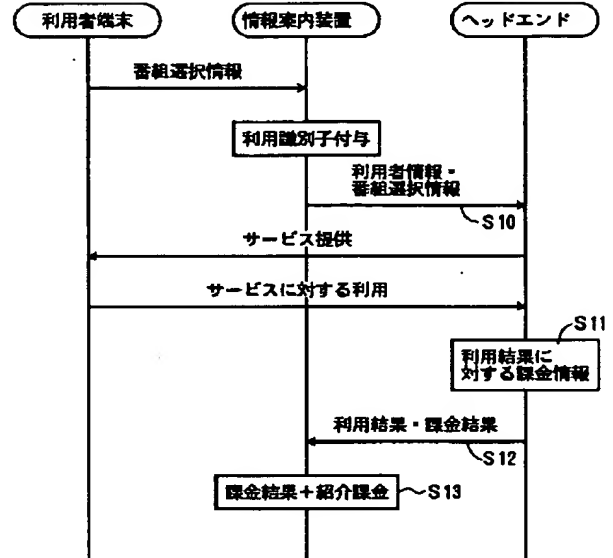 利用者端末
情報案内装置
ヘッドエンド
番組選択情報
利用識別子付与
利用者情報・
番組選択情報
S10
サービス提供
サービスに対する利用
S11
利用結果に
対する課金情報
利用結果・課金結果
S12
課金結果＋紹介課金
S13